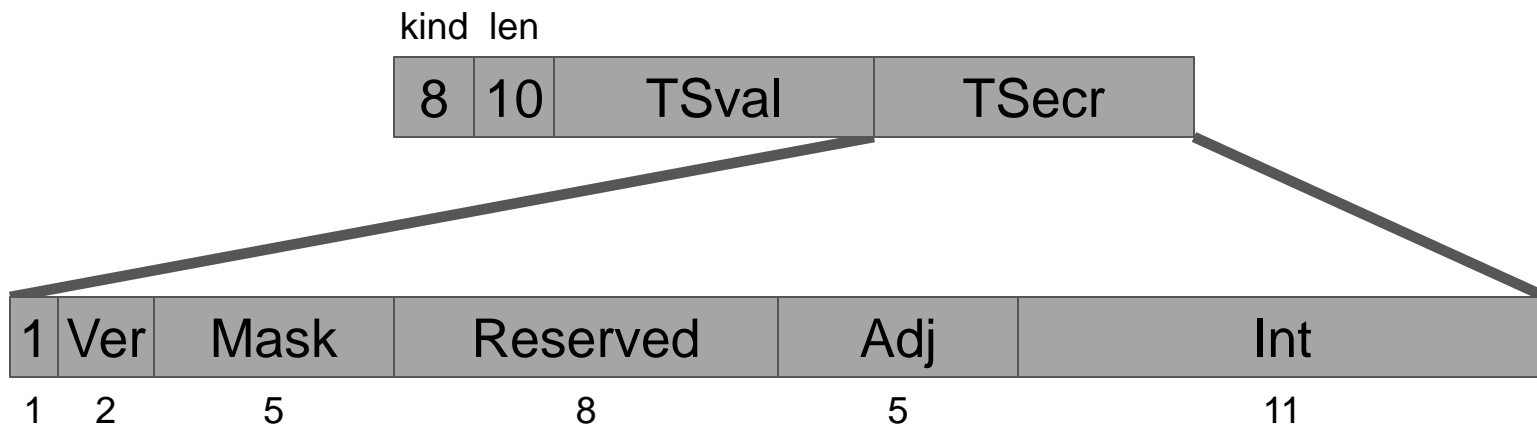 kind len
8 10 TSval TSecr
1 Ver Mask Reserved Adj Int
1 2 5 8 5 11